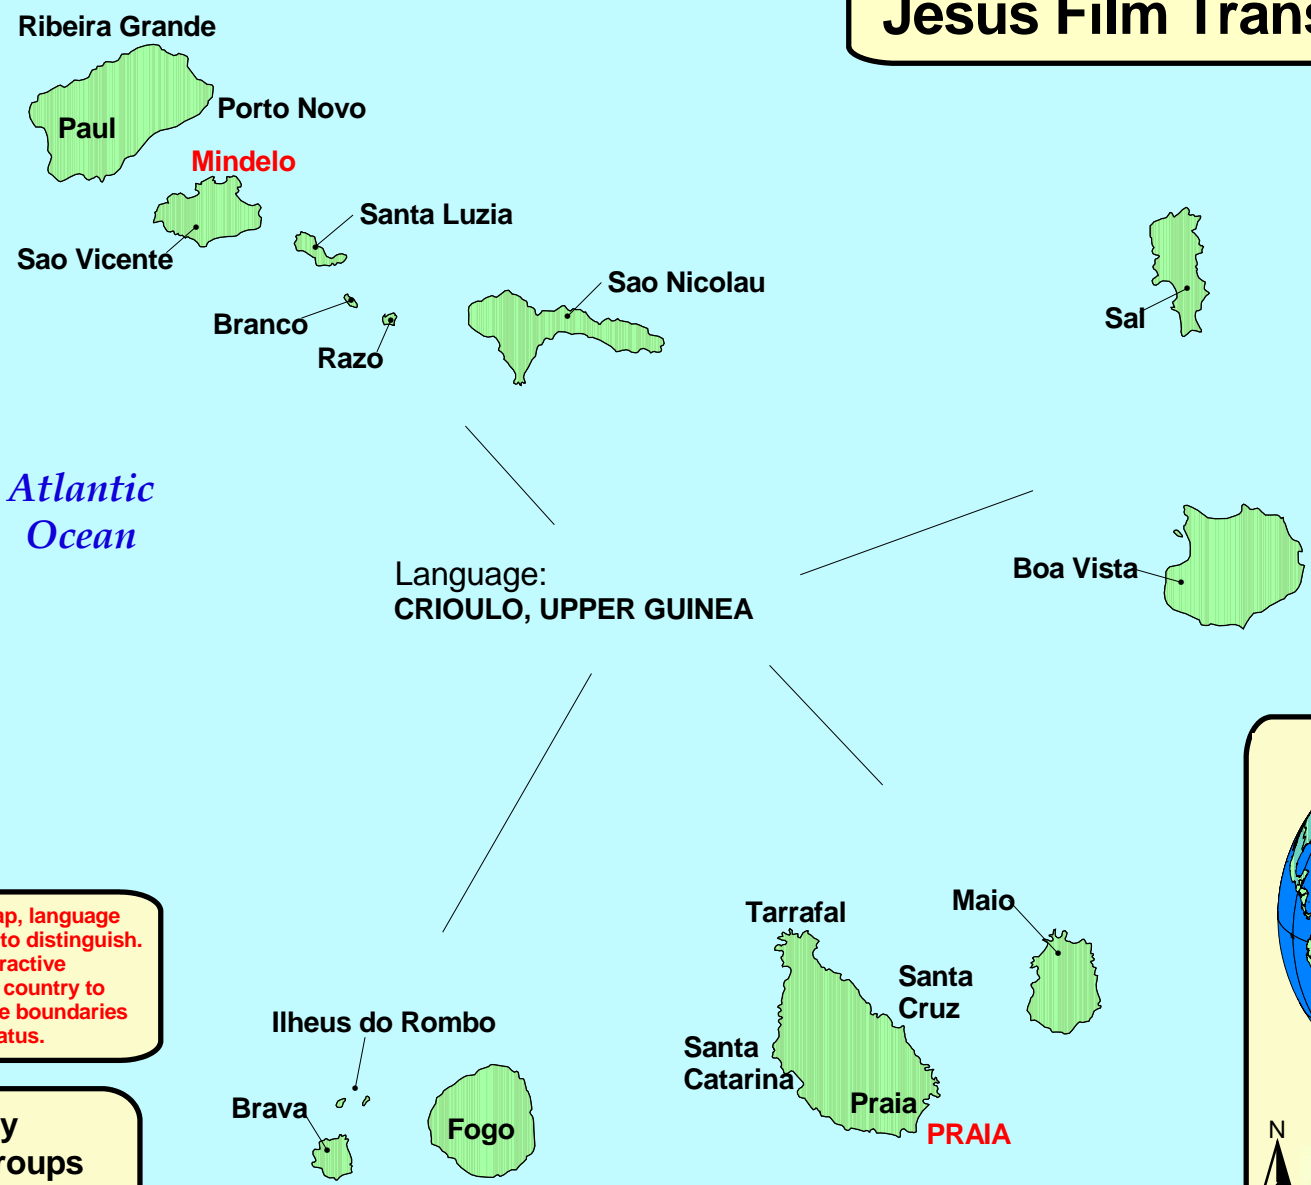 Jesus Film Trans
Ribeira Grande
Porto Novo
Paul
Mindelo
Santa Luzia
Sao Vicente
Sao Nicolau
Branco
Razo
Sal
Atlantic
Ocean
Language:
CRIOULO, UPPER GUINEA
Boa Vista
ap, language
to distinguish.
ractive
country to
e boundaries
atus.
Tarrafal
Maio
Santa
Cruz
Ilheus do Rombo
Santa
Catarina
Praia
Brava
Fogo
PRAIA
y
roups
N